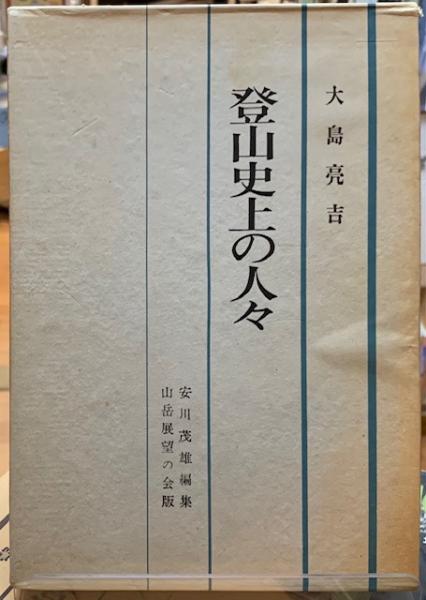 大島亮吉
登山史上の人々
安川茂雄編集
山岳展望の会版